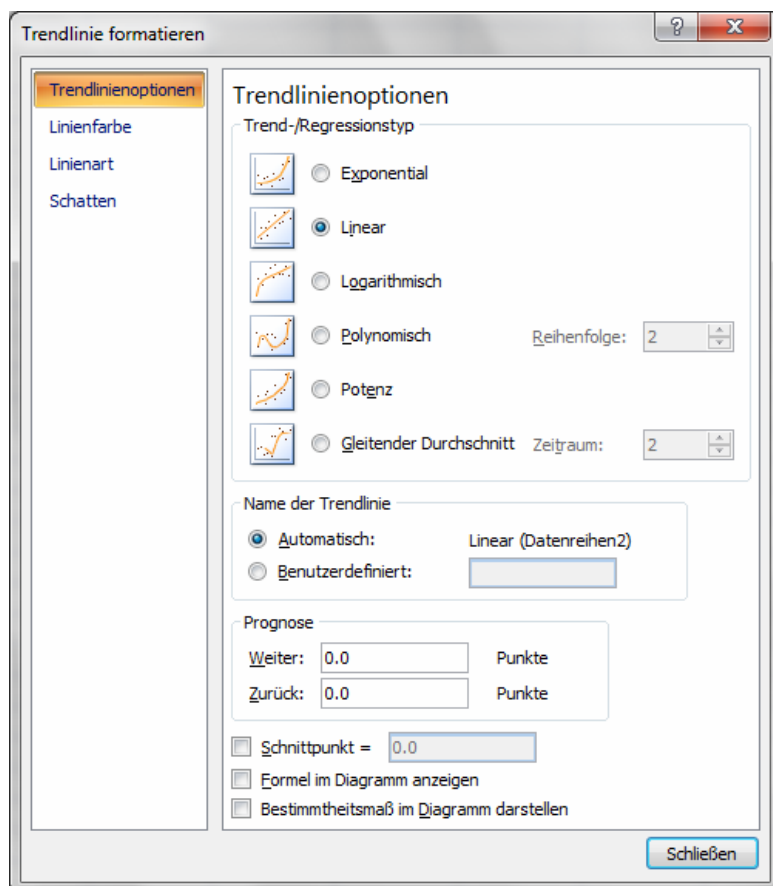 Trendlinie formatieren
Trendlinienoptionen
Linienfarbe
Linienart
Schatten
Trendlinienoptionen
Trend-/Regressionstyp
Exponential
Linear
Logarithmisch
Polynomisch Reihenfolge: 2
Potenz
Gleitender Durchschnitt Zeitraum: 2
Name der Trendlinie
Automatisch: Linear (Datenreihen2)
Benutzerdefiniert:
Prognose
Weiter: 0.0 Punkte
Zurück: 0.0 Punkte
Schnittpunkt = 0.0
Formel im Diagramm anzeigen
Bestimmtheitsmaß im Diagramm darstellen
Schließen